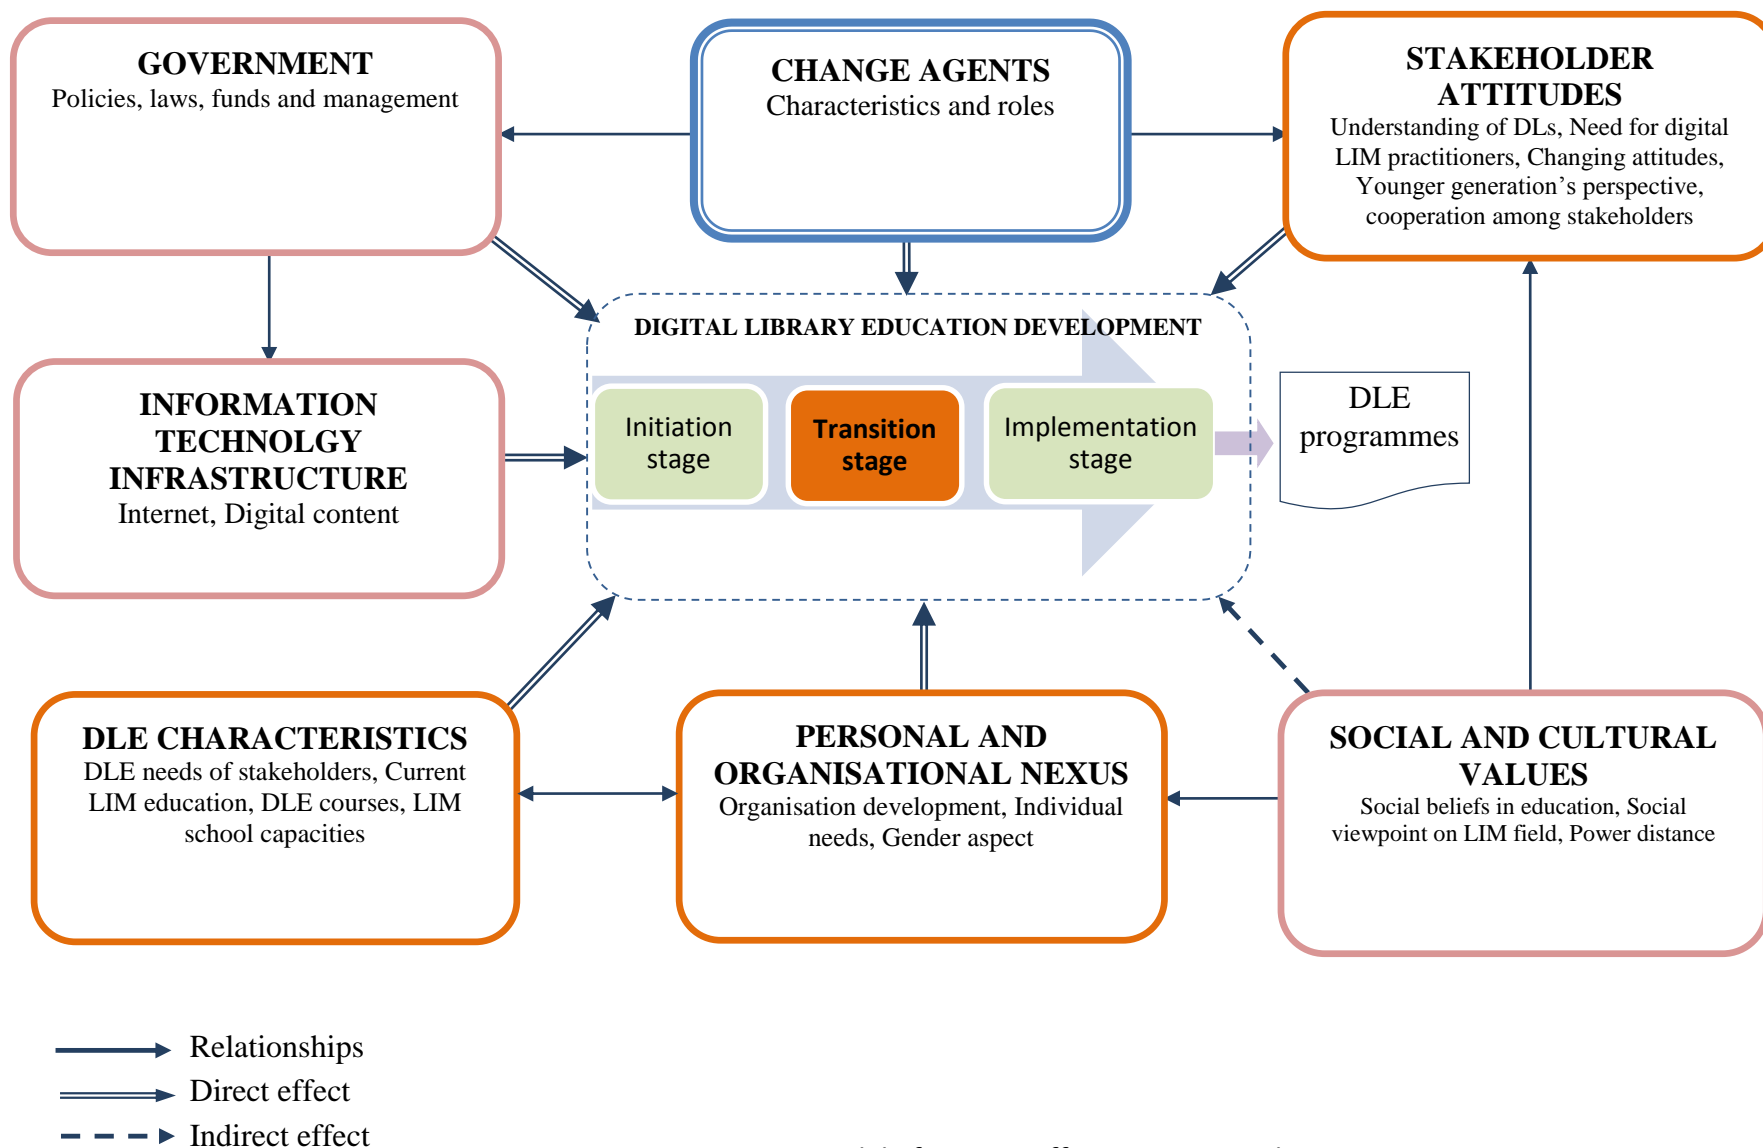 GOVERNMENT
Policies, laws, funds and management
CHANGE AGENTS
Characteristics and roles
STAKEHOLDER
ATTITUDES
Understanding of DLs, Need for digital
LIM practitioners, Changing attitudes,
Younger generation’s perspective,
cooperation among stakeholders
DIGITAL LIBRARY EDUCATION DEVELOPMENT
INFORMATION
TECHNOLGY
INFRASTRUCTURE
Internet, Digital content
Initiation
stage
Transition
stage
Implementation
stage
DLE
programmes
DLE CHARACTERISTICS
DLE needs of stakeholders, Current
LIM education, DLE courses, LIM
school capacities
PERSONAL AND
ORGANISATIONAL NEXUS
Organisation development, Individual
needs, Gender aspect
SOCIAL AND CULTURAL
VALUES
Social beliefs in education, Social
viewpoint on LIM field, Power distance
Relationships
Direct effect
Indirect effect